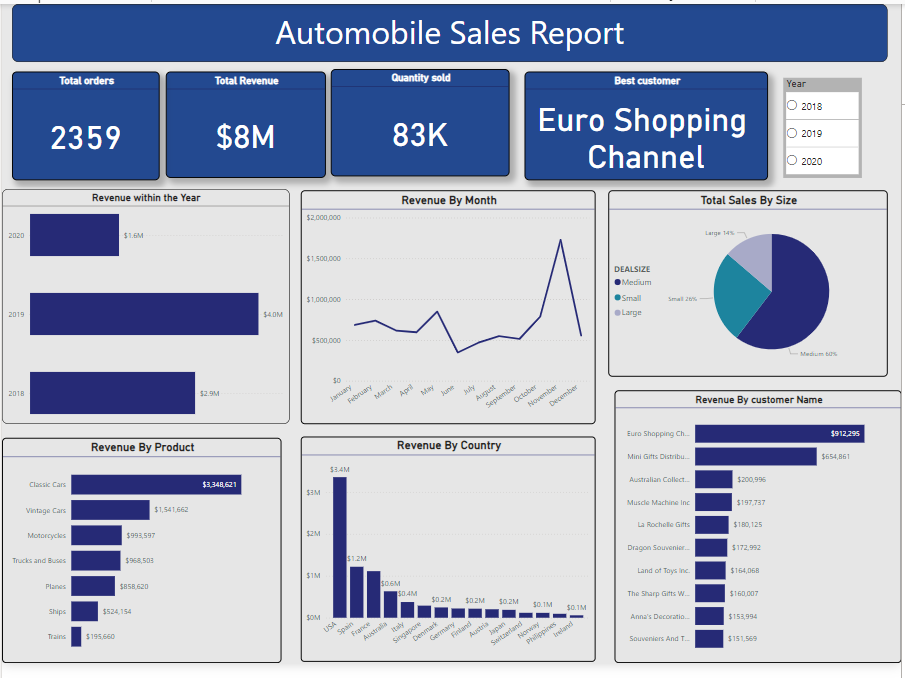 Automobile Sales Report
Total orders
2359
Total Revenue
$8M
Quantity sold
83K
Best customer
Euro Shopping
Channel
Year
2018
2019
2020
Revenue within the Year
2020
$1.6M
2019
$4.0M
2018
$2.9M
Revenue By Month
$2,000,000
$1,500,000
$1,000,000
$500,000
$0
January
February
March
April
May
June
July
August
September
October
November
December
Total Sales By Size
DEALSIZE
Medium
Small
Large
Large 14%
Small 26%
Medium 60%
Revenue By Product
Classic Cars
$3,348,621
Vintage Cars
$1,541,662
Motorcycles
$993,597
Trucks and Buses
$968,503
Planes
$858,620
Ships
$524,154
Trains
$195,660
Revenue By Country
$3M
$2M
$1M
$0M
$3.4M
$1.2M
$0.6M
$0.4M
$0.2M
$0.2M
$0.2M
$0.1M
$0.1M
USA
Spain
France
Australia
Italy
Singapore
Denmark
Germany
Finland
Austria
Japan
Switzerland
Norway
Philippines
Ireland
Revenue By customer Name
Euro Shopping Ch...
$912,295
Mini Gifts Distribu...
$654,861
Australian Collect...
$200,996
Muscle Machine Inc
$197,737
La Rochelle Gifts
$180,125
Dragon Souvenier...
$172,992
Land of Toys Inc.
$164,068
The Sharp Gifts W...
$160,007
Anna's Decoratio...
$153,994
Souveniers And T...
$151,569